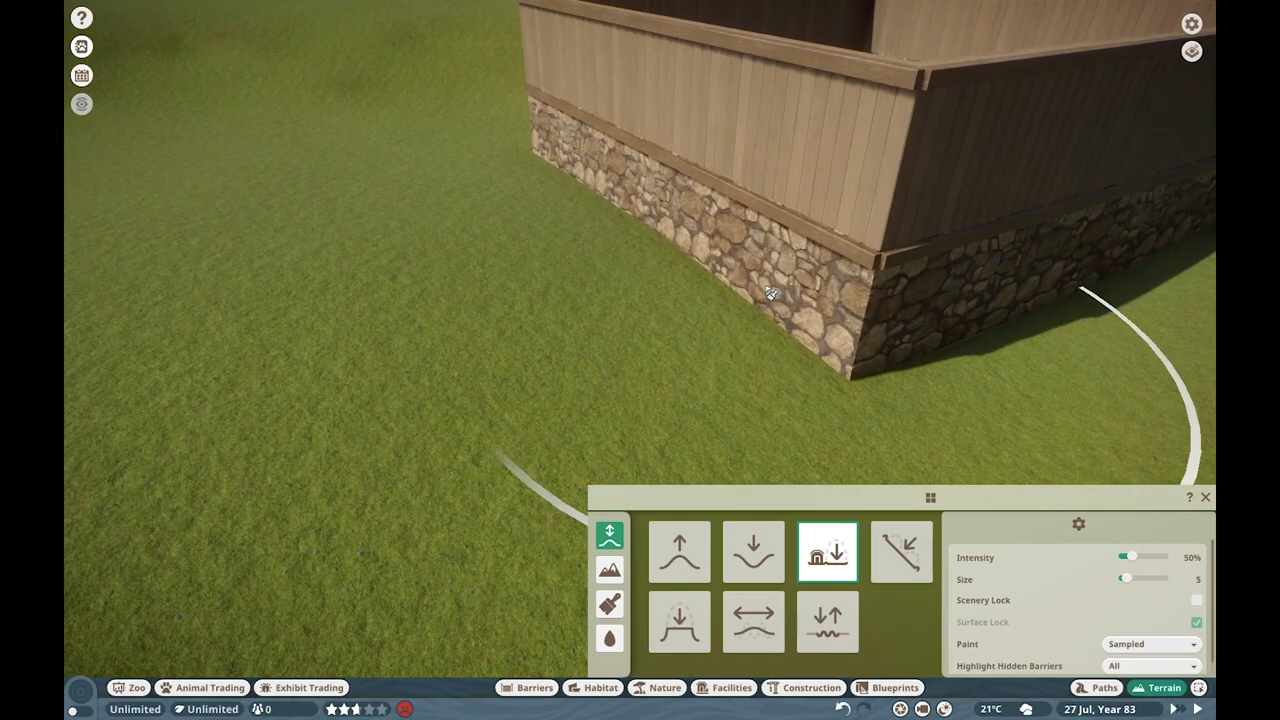 ?
? ×
Intensity 50%
Size 5
Scenery Lock
Surface Lock
Paint Sampled
Highlight Hidden Barriers All
Zoo Animal Trading Exhibit Trading Barriers Habitat Nature Facilities Construction Blueprints Paths Terrain
Unlimited Unlimited 0 21°C 27 Jul, Year 83